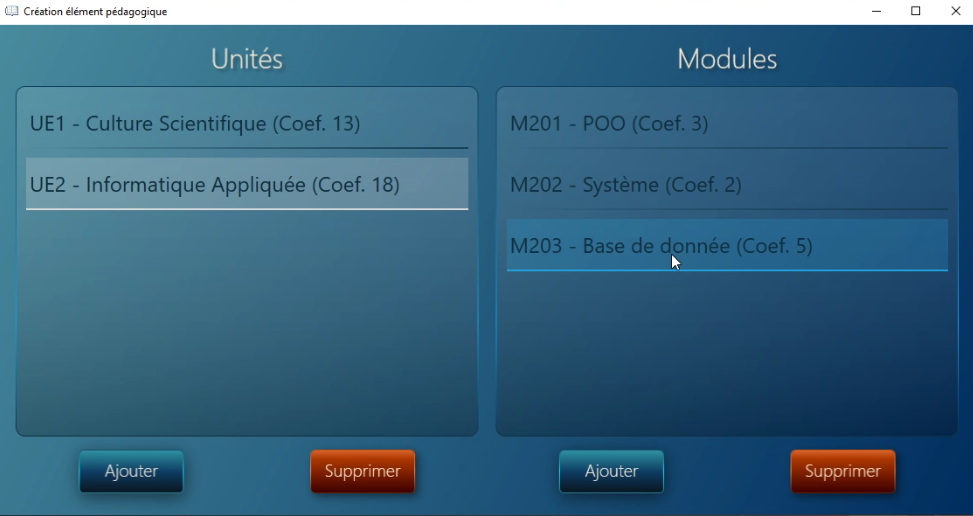 Création élément pédagogique
Unités
UE1 - Culture Scientifique (Coef. 13)
UE2 - Informatique Appliquée (Coef. 18)
Ajouter
Supprimer
Modules
M201 - POO (Coef. 3)
M202 - Système (Coef. 2)
M203 - Base de donnée (Coef. 5)
Ajouter
Supprimer